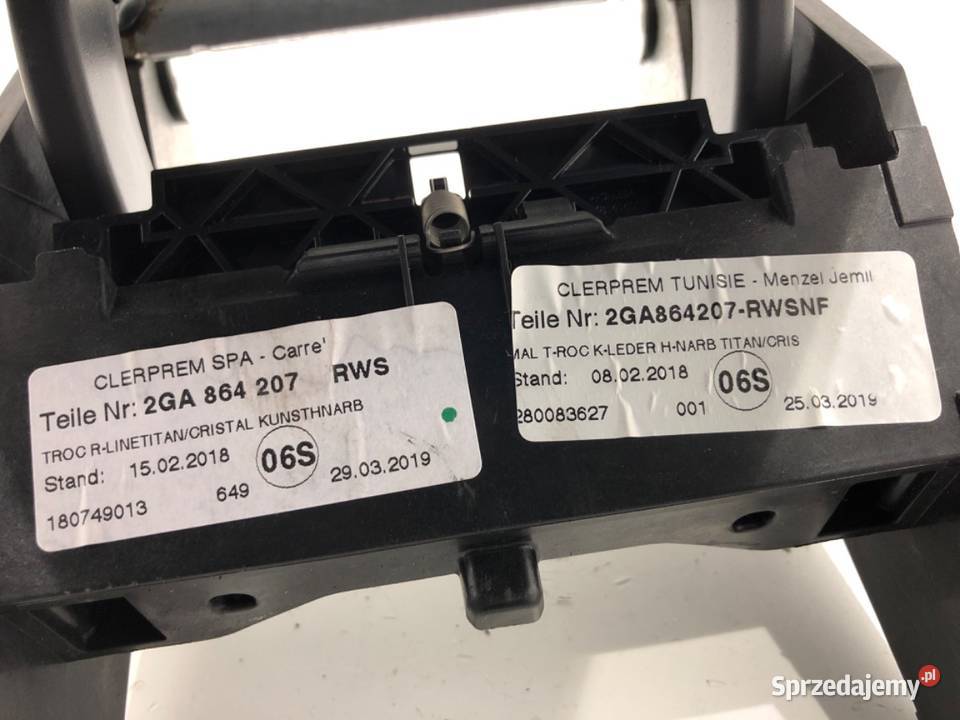 CLERPREM SPA - Carre'
Teile Nr: 2GA 864 207 RWS
TROC R-LINETITAN/CRISTAL KUNSTHNARB
Stand: 15.02.2018 06S 29.03.2019
180749013 649
CLERPREM TUNISIE - Menzel Jemil
Teile Nr: 2GA864207-RWSNF
MAL T-ROC K-LEDER H-NARB TITAN/CRIS
Stand: 08.02.2018 06S
280083627 001 25.03.2019
Sprzedajemy.pl